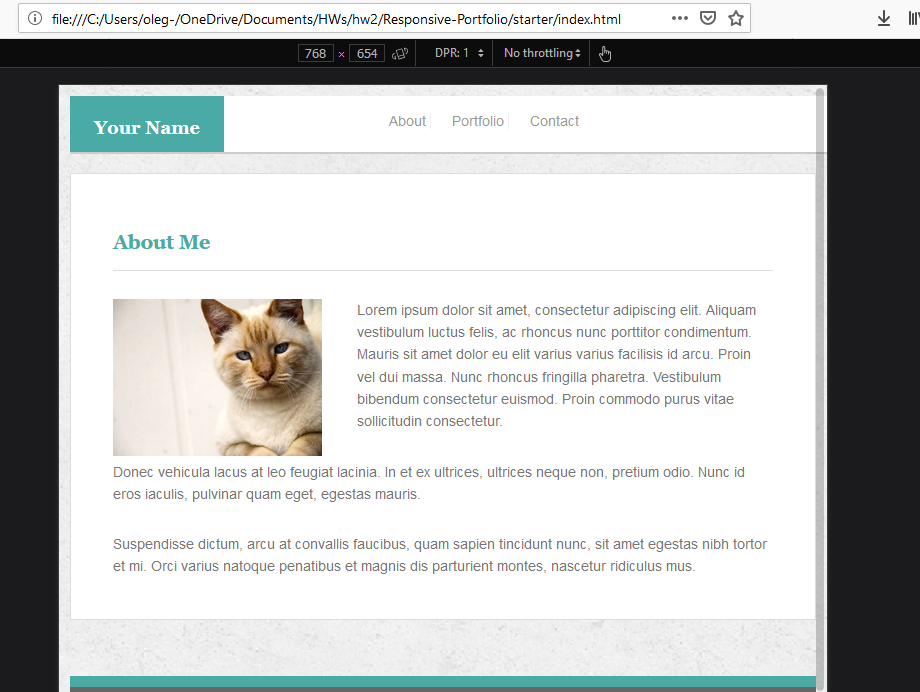 file:///C:/Users/oleg-/OneDrive/Documents/HWs/hw2/Responsive-Portfolio/starter/index.html
768 × 654 DPR: 1 No throttling
Your Name
About Portfolio Contact
About Me
Lorem ipsum dolor sit amet, consectetur adipiscing elit. Aliquam
vestibulum luctus felis, ac rhoncus nunc porttitor condimentum.
Mauris sit amet dolor eu elit varius varius facilisis id arcu. Proin
vel dui massa. Nunc rhoncus fringilla pharetra. Vestibulum
bibendum consectetur euismod. Proin commodo purus vitae
sollicitudin consectetur.
Donec vehicula lacus at leo feugiat lacinia. In et ex ultrices, ultrices neque non, pretium odio. Nunc id
eros iaculis, pulvinar quam eget, egestas mauris.
Suspendisse dictum, arcu at convallis faucibus, quam sapien tincidunt nunc, sit amet egestas nibh tortor
et mi. Orci varius natoque penatibus et magnis dis parturient montes, nascetur ridiculus mus.